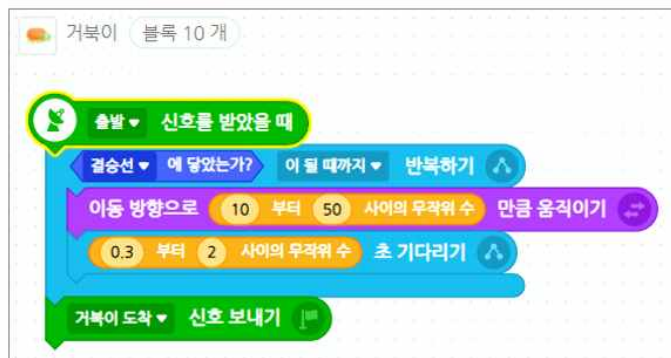 거북이 블록 10 개
출발 신호를 받았을 때
결승선 에 닿았는가? 이 될 때까지 반복하기
이동 방향으로 10 부터 50 사이의 무작위 수 만큼 움직이기
0.3 부터 2 사이의 무작위 수 초 기다리기
거북이 도착 신호 보내기